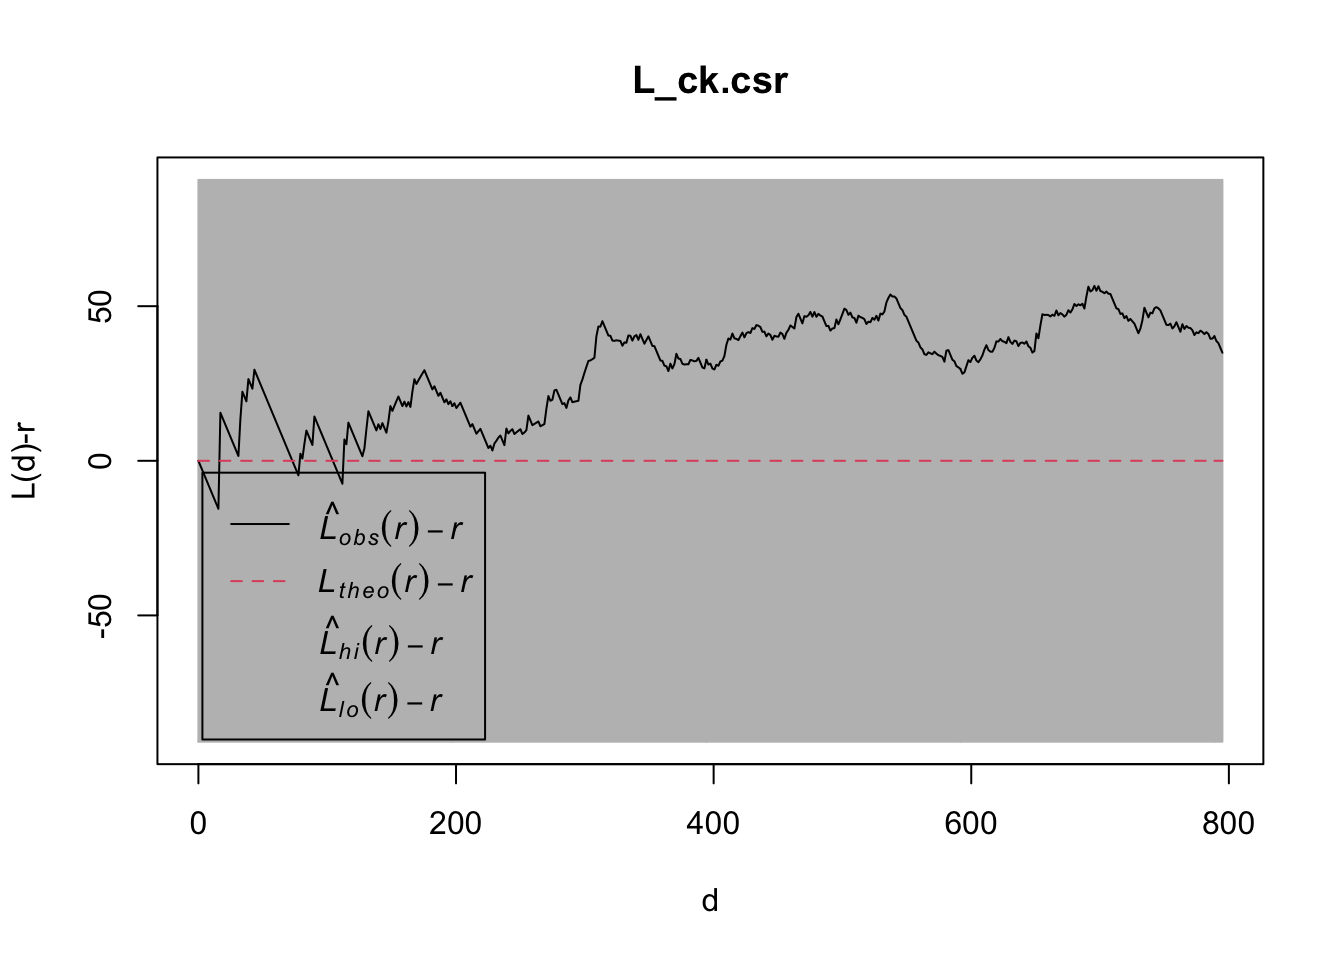 L_ck.csr
L(d)-r
50
0
-50
L̂obs(r) − r
Ltheo(r) − r
L̂hi(r) − r
L̂lo(r) − r
0 200 400 600 800
d